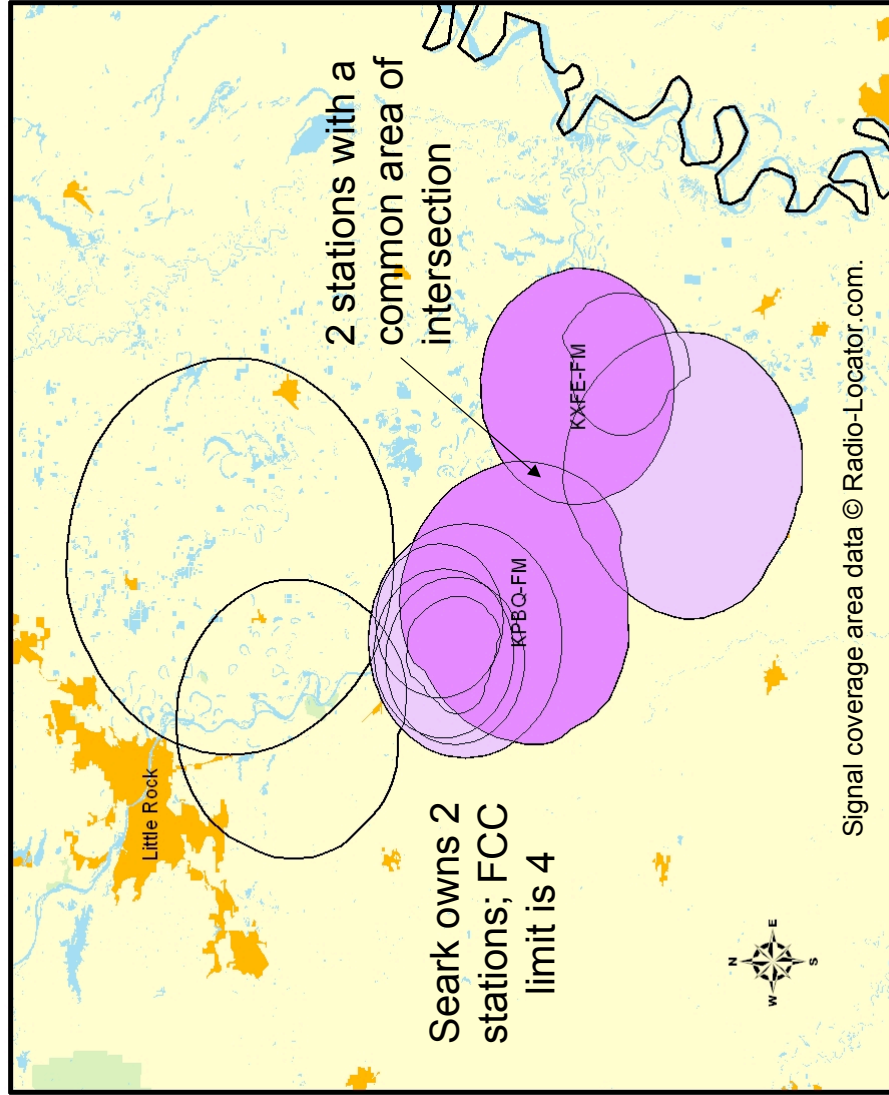 Little Rock
2 stations with a
common area of
intersection
KXFE-FM
KPBQ-FM
Seark owns 2
stations; FCC
limit is 4
N
W
E
S
Signal coverage area data © Radio-Locator.com.